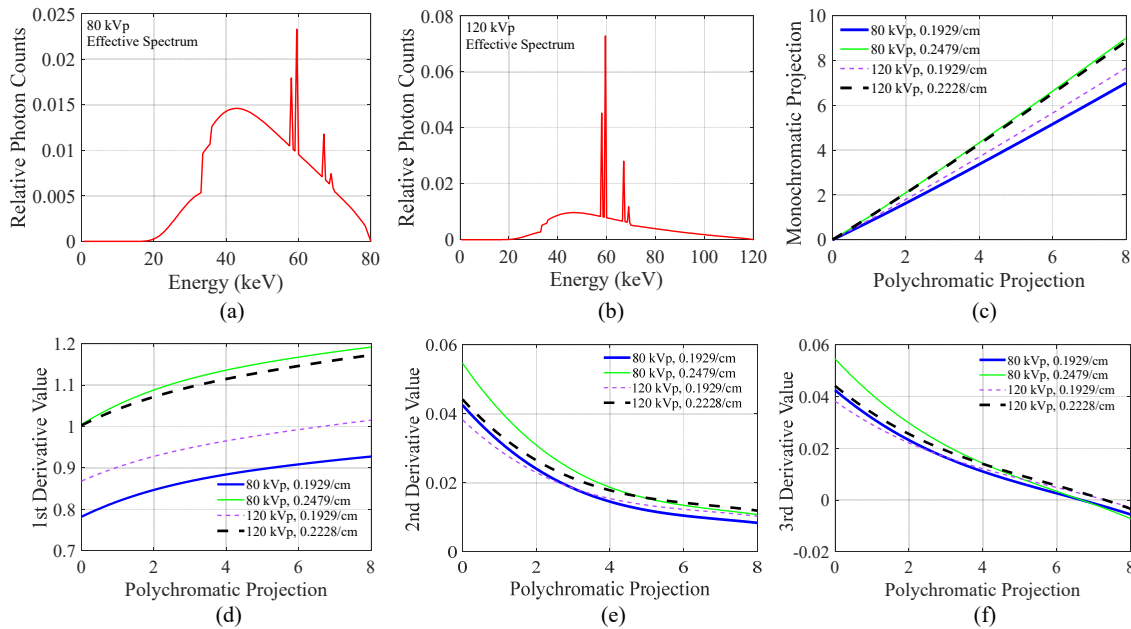 80 kVp
Effective Spectrum
0.025
0.02
0.015
0.01
0.005
0
0 20 40 60 80
Relative Photon Counts
Energy (keV)
(a)
120 kVp
Effective Spectrum
0.08
0.06
0.04
0.02
0
0 20 40 60 80 100 120
Relative Photon Counts
Energy (keV)
(b)
10
8
6
4
2
0
0 2 4 6 8
Monochromatic Projection
80 kVp, 0.1929/cm
80 kVp, 0.2479/cm
120 kVp, 0.1929/cm
120 kVp, 0.2228/cm
Polychromatic Projection
(c)
1.2
1.1
1
0.9
0.8
0.7
0 2 4 6 8
1st Derivative Value
80 kVp, 0.1929/cm
80 kVp, 0.2479/cm
120 kVp, 0.1929/cm
120 kVp, 0.2228/cm
Polychromatic Projection
(d)
0.06
0.04
0.02
0
0 2 4 6 8
2nd Derivative Value
80 kVp, 0.1929/cm
80 kVp, 0.2479/cm
120 kVp, 0.1929/cm
120 kVp, 0.2228/cm
Polychromatic Projection
(e)
0.06
0.04
0.02
0
-0.02
0 2 4 6 8
3rd Derivative Value
80 kVp, 0.1929/cm
80 kVp, 0.2479/cm
120 kVp, 0.1929/cm
120 kVp, 0.2228/cm
Polychromatic Projection
(f)